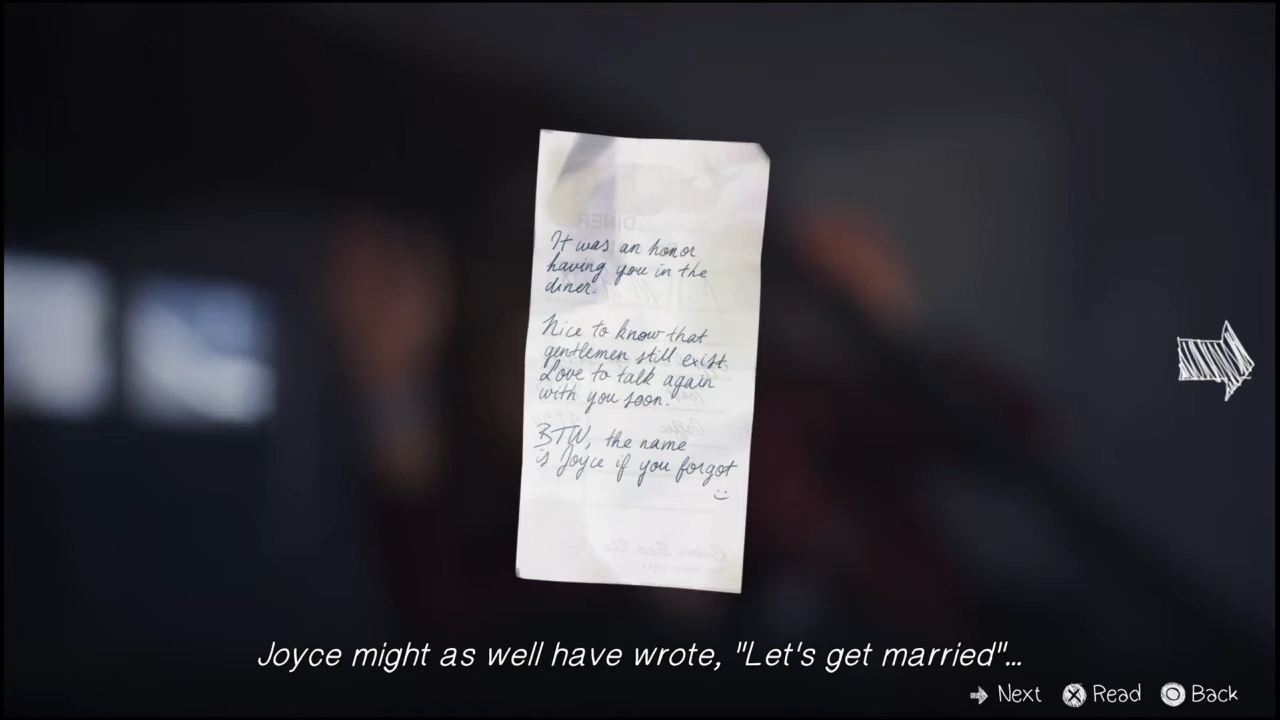 DINER
It was an honor
having you in the
diner.
Nice to know that
gentlemen still exist.
Love to talk again
with you soon.
BTW, the name
is Joyce if you forgot
Coffee
Joyce might as well have wrote, "Let's get married"...
Next Read Back